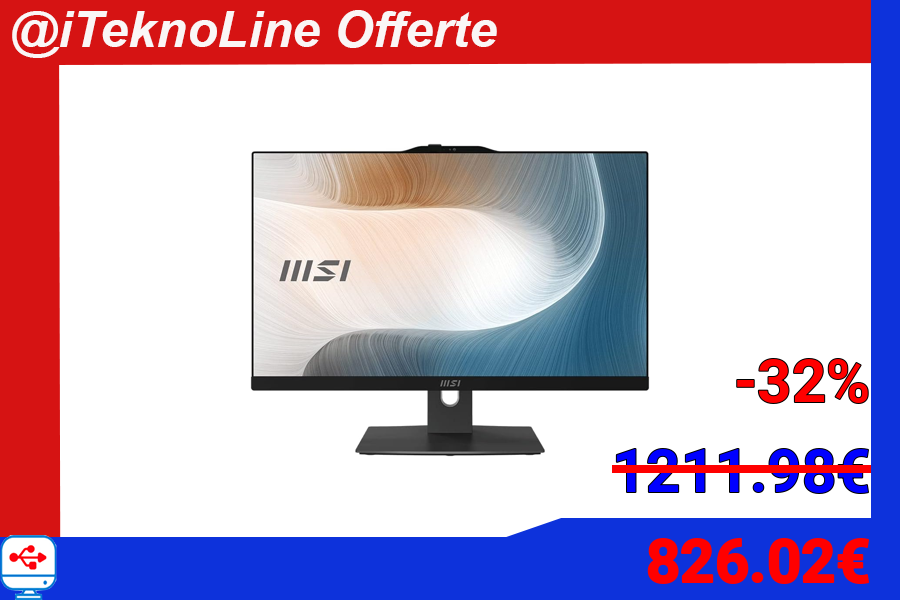 @iTeknoLine Offerte
msi
msi
-32%
1211.98€
826.02€